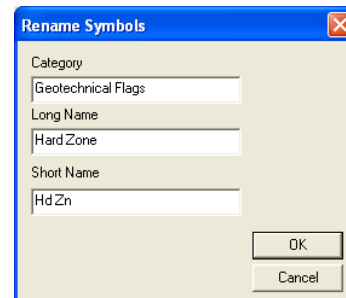 Rename Symbols
Category
Geotechnical Flags
Long Name
Hard Zone
Short Name
Hd Zn
OK
Cancel